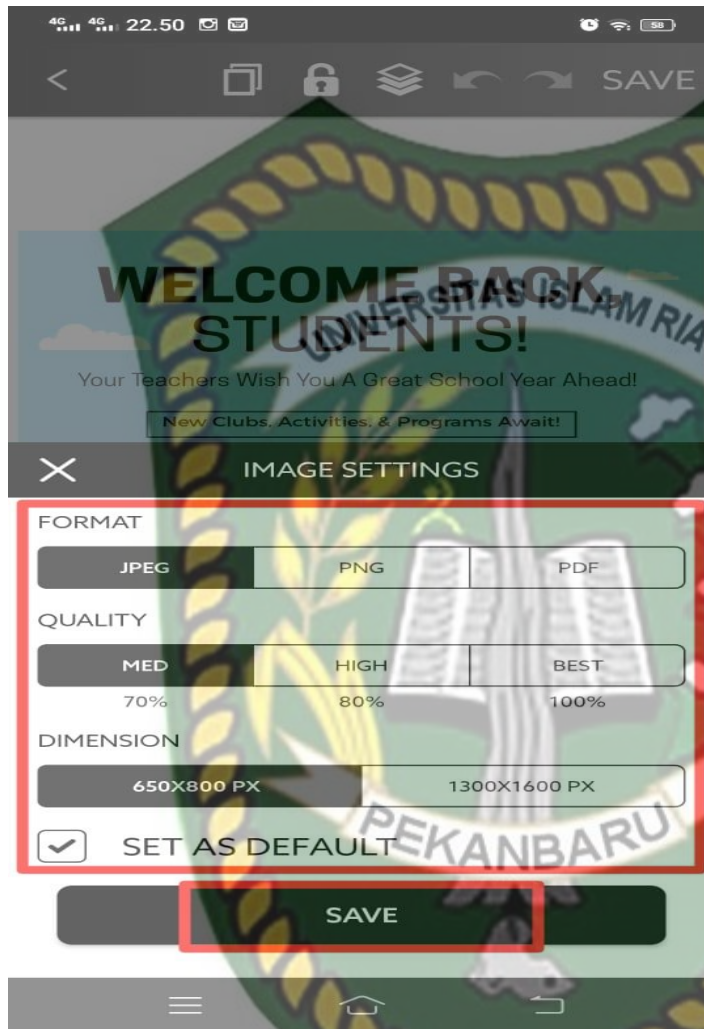 4G 4G 22.50 58
SAVE
WELCOME BACK,
STUDENTS!
UNIVERSITAS ISLAM RIA
Your Teachers Wish You A Great School Year Ahead!
New Clubs, Activities, & Programs Await!
IMAGE SETTINGS
FORMAT
JPEG PNG PDF
QUALITY
MED HIGH BEST
70% 80% 100%
DIMENSION
650X800 PX 1300X1600 PX
SET AS DEFAULT
PEKANBARU
SAVE